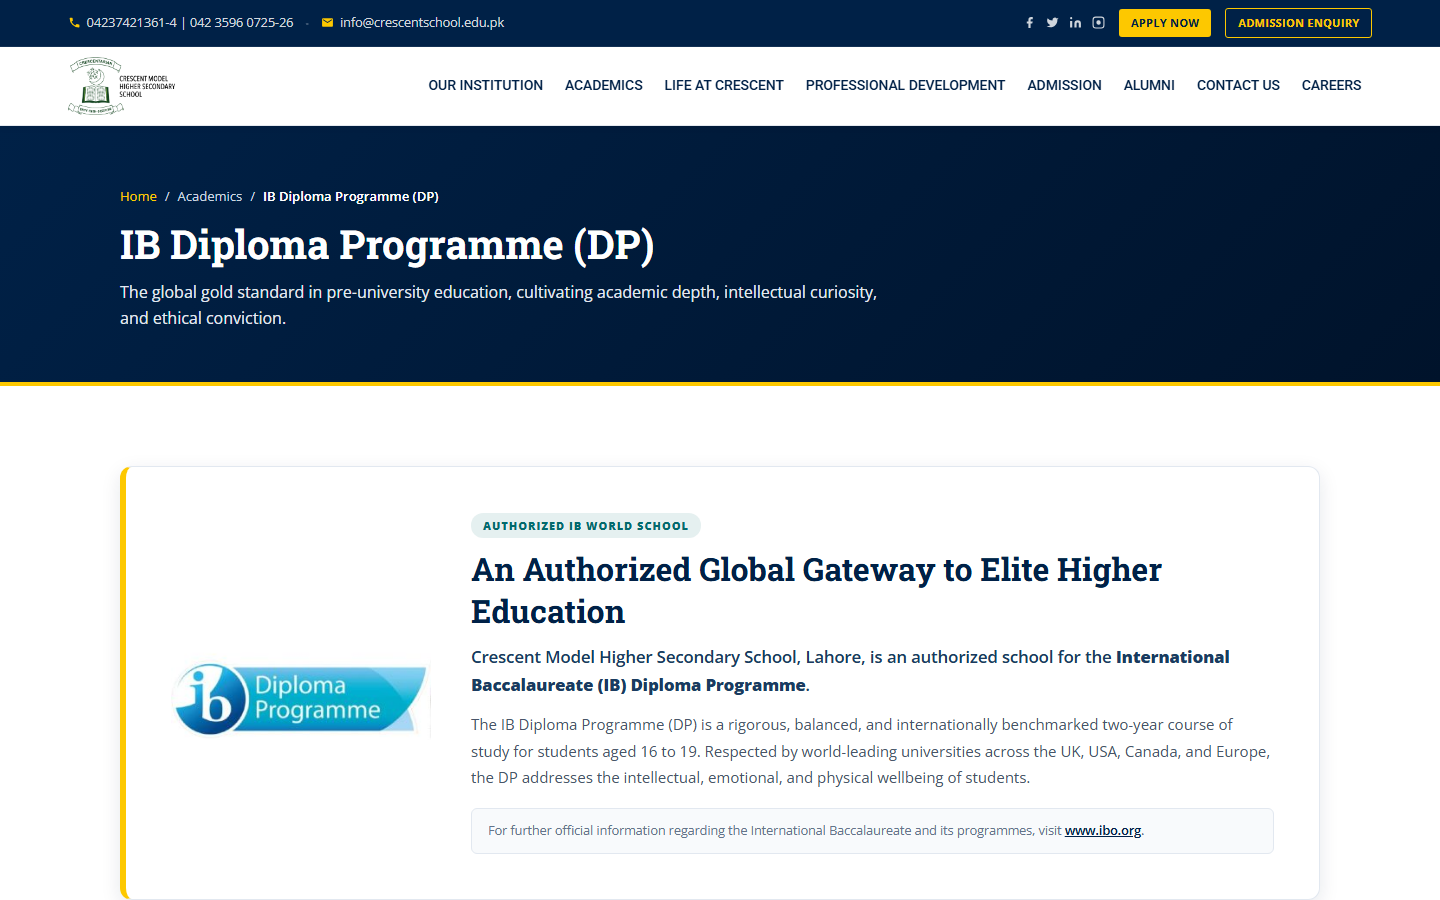 04237421361-4 | 042 3596 0725-26
info@crescentschool.edu.pk
APPLY NOW
ADMISSION ENQUIRY
CRESCENTARIAN
CRESCENT MODEL
HIGHER SECONDARY
SCHOOL
OUR INSTITUTION
ACADEMICS
LIFE AT CRESCENT
PROFESSIONAL DEVELOPMENT
ADMISSION
ALUMNI
CONTACT US
CAREERS
Home / Academics / IB Diploma Programme (DP)
IB Diploma Programme (DP)
The global gold standard in pre-university education, cultivating academic depth, intellectual curiosity,
and ethical conviction.
AUTHORIZED IB WORLD SCHOOL
An Authorized Global Gateway to Elite Higher
Education
Crescent Model Higher Secondary School, Lahore, is an authorized school for the International
Baccalaureate (IB) Diploma Programme.
ib Diploma
Programme
The IB Diploma Programme (DP) is a rigorous, balanced, and internationally benchmarked two-year course of
study for students aged 16 to 19. Respected by world-leading universities across the UK, USA, Canada, and Europe,
the DP addresses the intellectual, emotional, and physical wellbeing of students.
For further official information regarding the International Baccalaureate and its programmes, visit www.ibo.org.